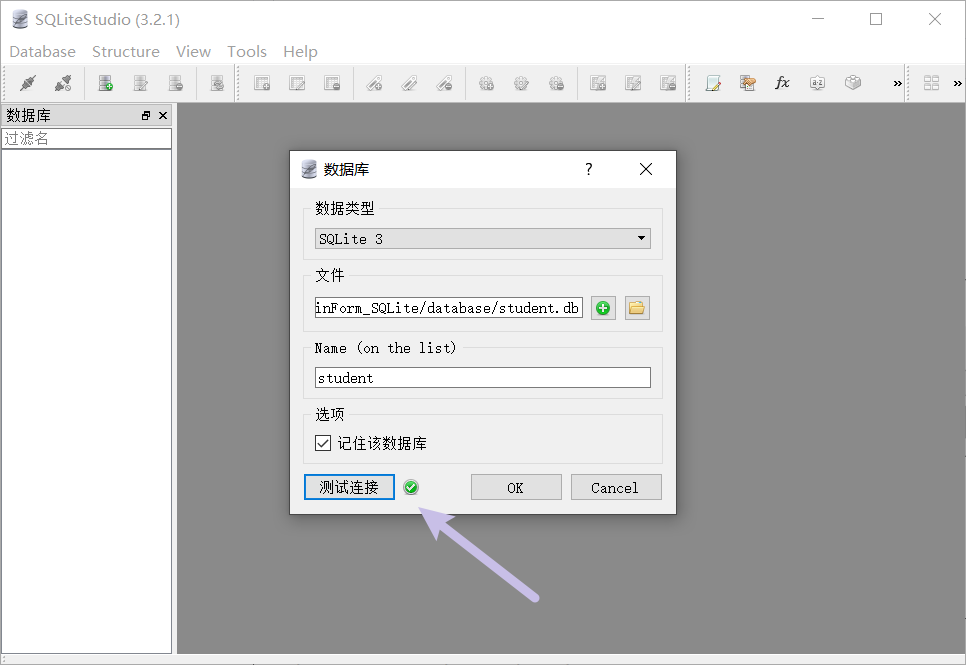 SQLiteStudio (3.2.1)
Database Structure View Tools Help
fx a·z » »
数据库
过滤名
数据库 ?
数据类型
SQLite 3
文件
inForm_SQLite/database/student.db
Name (on the list)
student
选项
记住该数据库
测试连接 OK Cancel